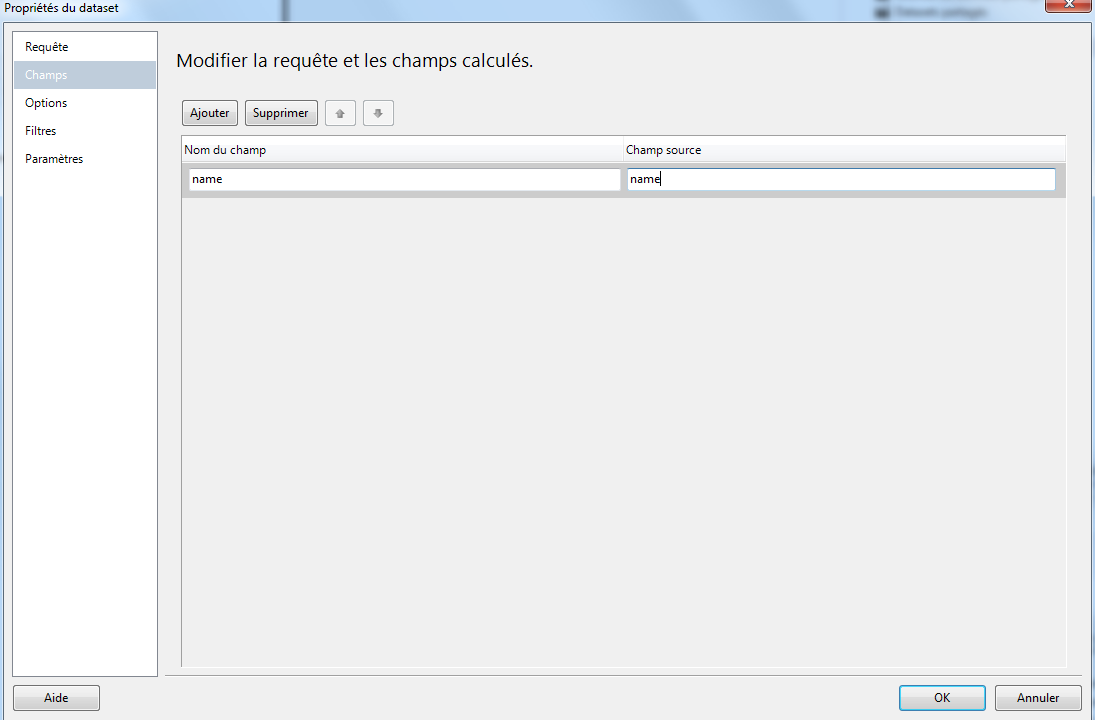 Propriétés du dataset
Requête
Champs
Options
Filtres
Paramètres
Modifier la requête et les champs calculés.
Ajouter Supprimer
Nom du champ Champ source
name name
Aide OK Annuler